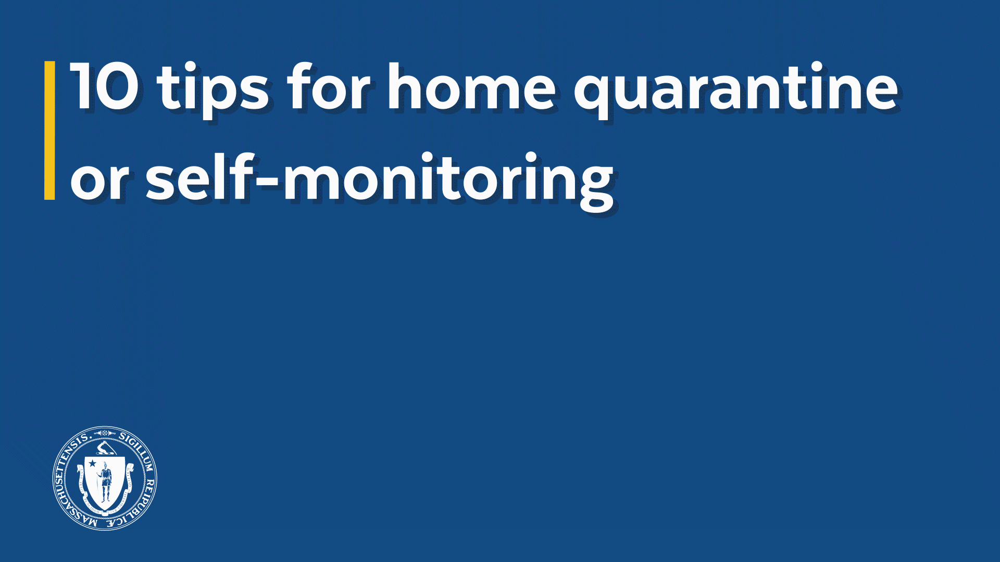 10 tips for home quarantine
or self-monitoring
SIGILLUM REIPUBLICÆ MASSACHUSETTENSIS.